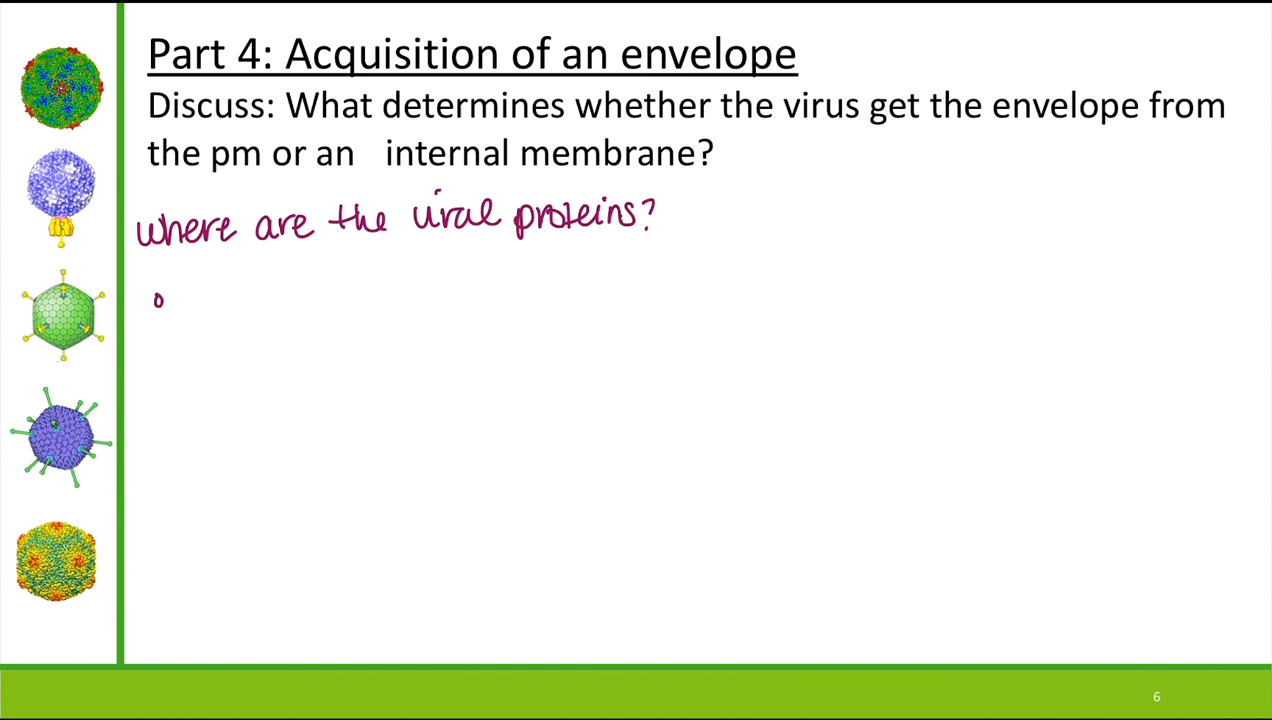 Part 4: Acquisition of an envelope
Discuss: What determines whether the virus get the envelope from
the pm or an internal membrane?
where are the viral proteins?
6